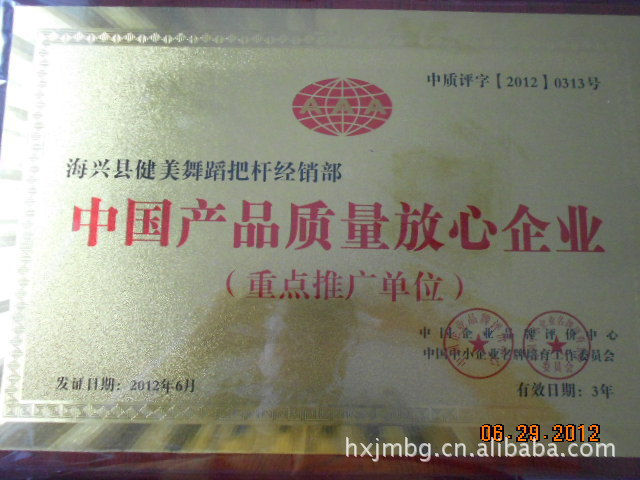 中质评字【2012】0313号
AAA
海兴县健美舞蹈把杆经销部
中国产品质量放心企业
（重点推广单位）
中国企业品牌评价中心
中国中小企业名牌培育工作委员会
发证日期：2012年6月
有效日期：3年
06.29.2012
hxjmbg.cn.alibaba.com